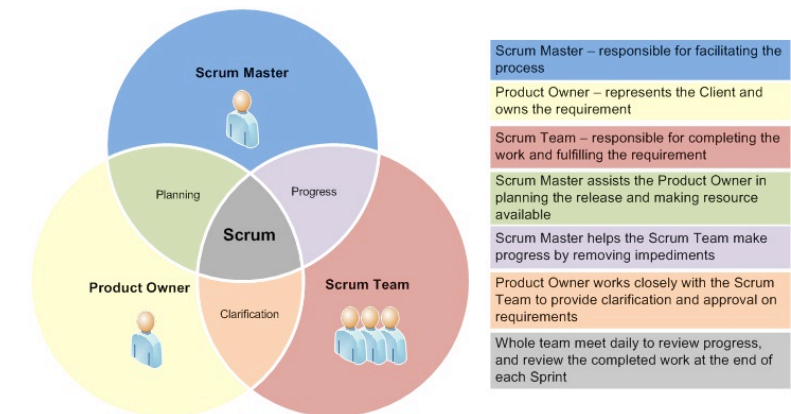 Scrum Master
Planning
Progress
Scrum
Product Owner
Scrum Team
Clarification
Scrum Master – responsible for facilitating the
process
Product Owner – represents the Client and
owns the requirement
Scrum Team – responsible for completing the
work and fulfilling the requirement
Scrum Master assists the Product Owner in
planning the release and making resource
available
Scrum Master helps the Scrum Team make
progress by removing impediments
Product Owner works closely with the Scrum
Team to provide clarification and approval on
requirements
Whole team meet daily to review progress,
and review the completed work at the end of
each Sprint